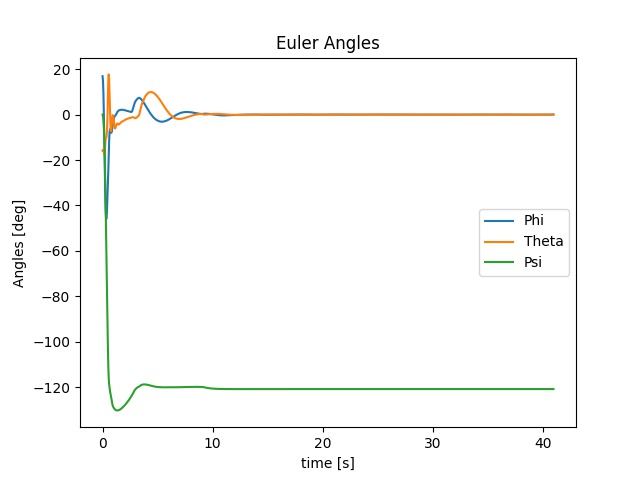 Euler Angles
20
0
−20
−40
−60
−80
−100
−120
Angles [deg]
Phi
Theta
Psi
0
10
20
30
40
time [s]